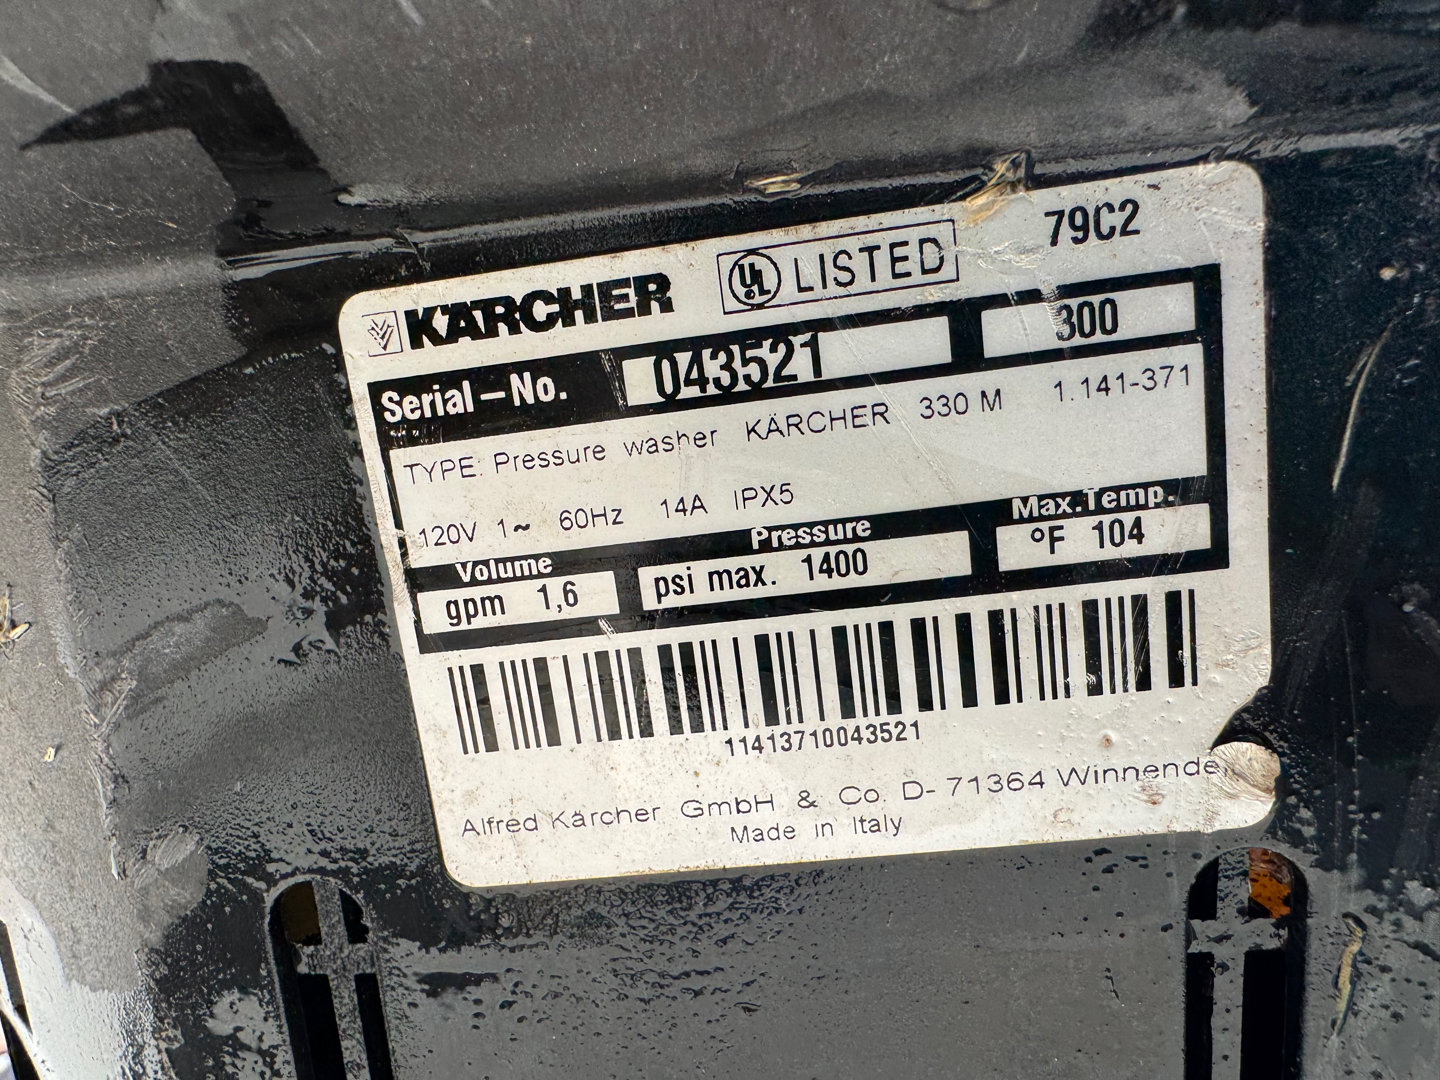 79C2
KÄRCHER UL LISTED
Serial-No. 043521 300
TYPE: Pressure washer KÄRCHER 330 M 1.141-371
120V 1~ 60Hz 14A IPX5
Volume Pressure Max.Temp.
gpm 1,6 psi max. 1400 °F 104
11413710043521
Alfred Kärcher GmbH & Co. D-71364 Winnende
Made in Italy